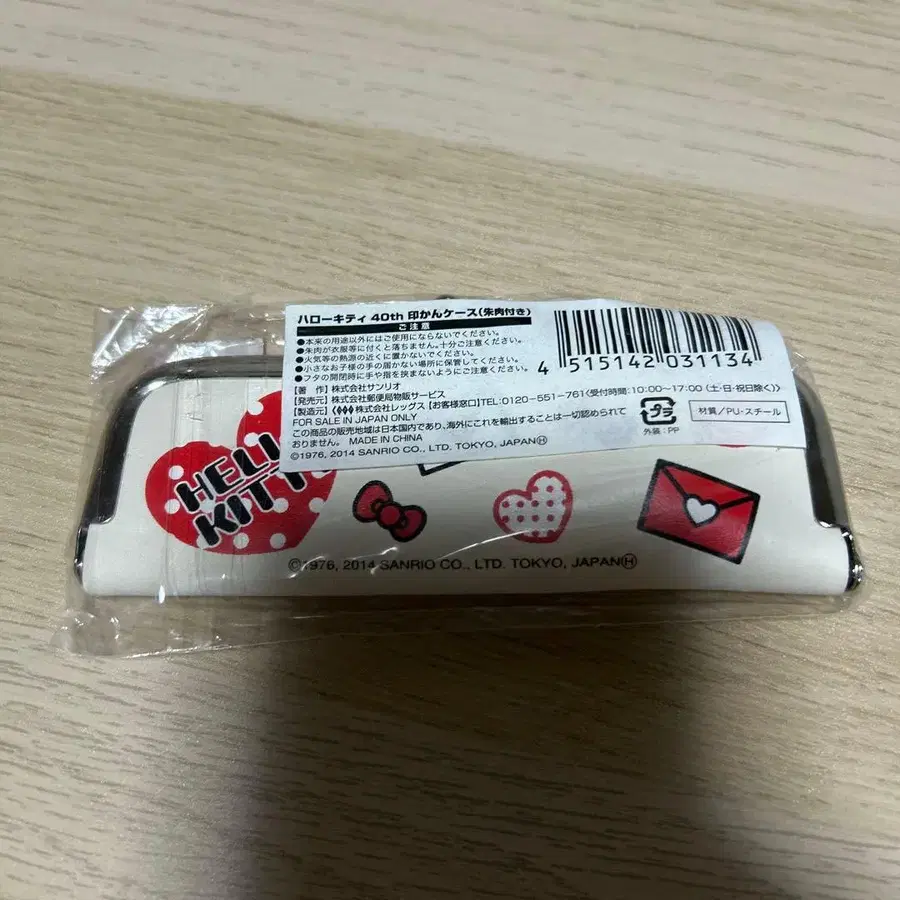 ハローキティ 40th 印かんケース(朱肉付き)
ご注意
●本来の用途以外にはご使用にならないでください。
●朱肉が衣服等に付くと落ちません。十分ご注意ください。
●火気等の熱源の近くに置かないでください。
●小さなお子様の手の届かない場所に保管してください。
●フタの開閉時に手や指を挟まないようにご注意ください。
【著 作】株式会社サンリオ
【発売元】株式会社郵便局物販サービス
【製造元】株式会社レッグス【お客様窓口】TEL:0120-551-761(受付時間:10:00~17:00(土・日・祝日除く))
FOR SALE IN JAPAN ONLY
この商品の販売地域は日本国内であり、海外にこれを輸出することは一切認められて
おりません。 MADE IN CHINA
©1976, 2014 SANRIO CO., LTD. TOKYO, JAPANⒽ
4 515142 031134
プラ
外装:PP
材質/PU・スチール
HELLO
KITTY
©1976, 2014 SANRIO CO., LTD. TOKYO, JAPANⒽ